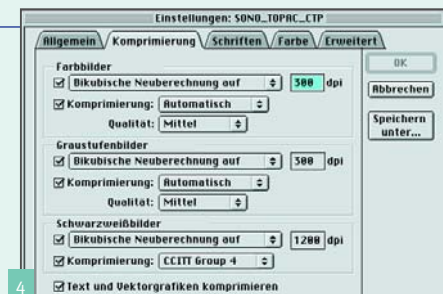 Einstellungen: SONO_TOPAC_CTP
Allgemein Komprimierung Schriften Farbe Erweitert
Farbbilder
Bikubische Neuberechnung auf 300 dpi
Komprimierung: Automatisch
Qualität: Mittel
Graustufenbilder
Bikubische Neuberechnung auf 300 dpi
Komprimierung: Automatisch
Qualität: Mittel
Schwarzweißbilder
Bikubische Neuberechnung auf 1200 dpi
Komprimierung: CCITT Group 4
Text und Vektorgrafiken komprimieren
OK
Abbrechen
Speichern
unter...
4